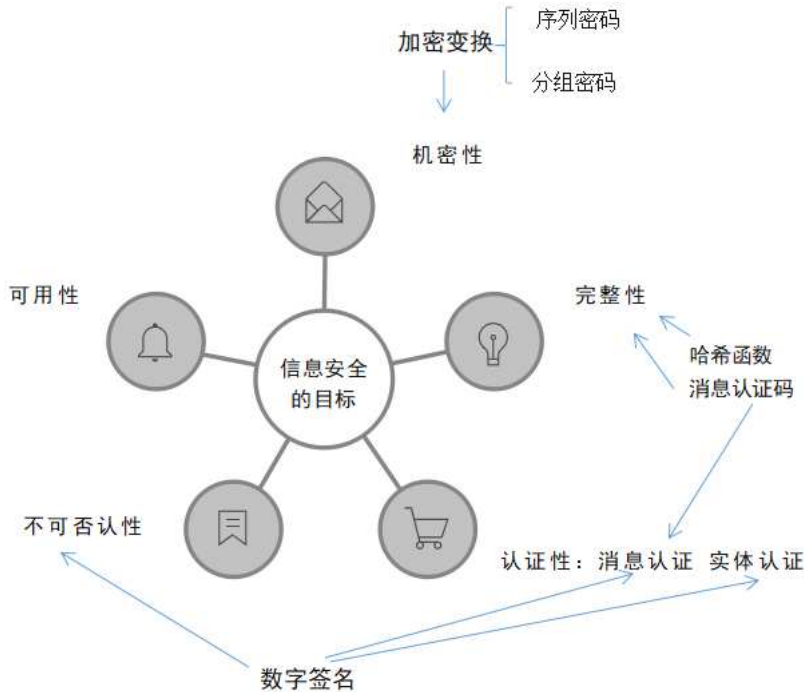 序列密码
加密变换
分组密码
机密性
可用性
完整性
信息安全
的目标
哈希函数
消息认证码
不可否认性
认证性：消息认证 实体认证
数字签名